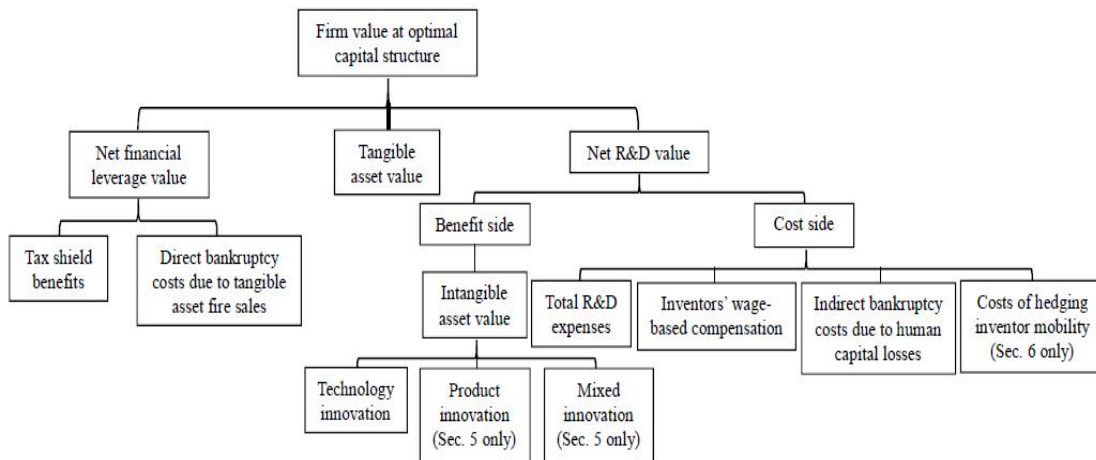 Firm value at optimal
capital structure
Net financial
leverage value
Tangible
asset value
Net R&D value
Benefit side
Cost side
Tax shield
benefits
Direct bankruptcy
costs due to tangible
asset fire sales
Intangible
asset value
Total R&D
expenses
Inventors’ wage-
based compensation
Indirect bankruptcy
costs due to human
capital losses
Costs of hedging
inventor mobility
(Sec. 6 only)
Technology
innovation
Product
innovation
(Sec. 5 only)
Mixed
innovation
(Sec. 5 only)